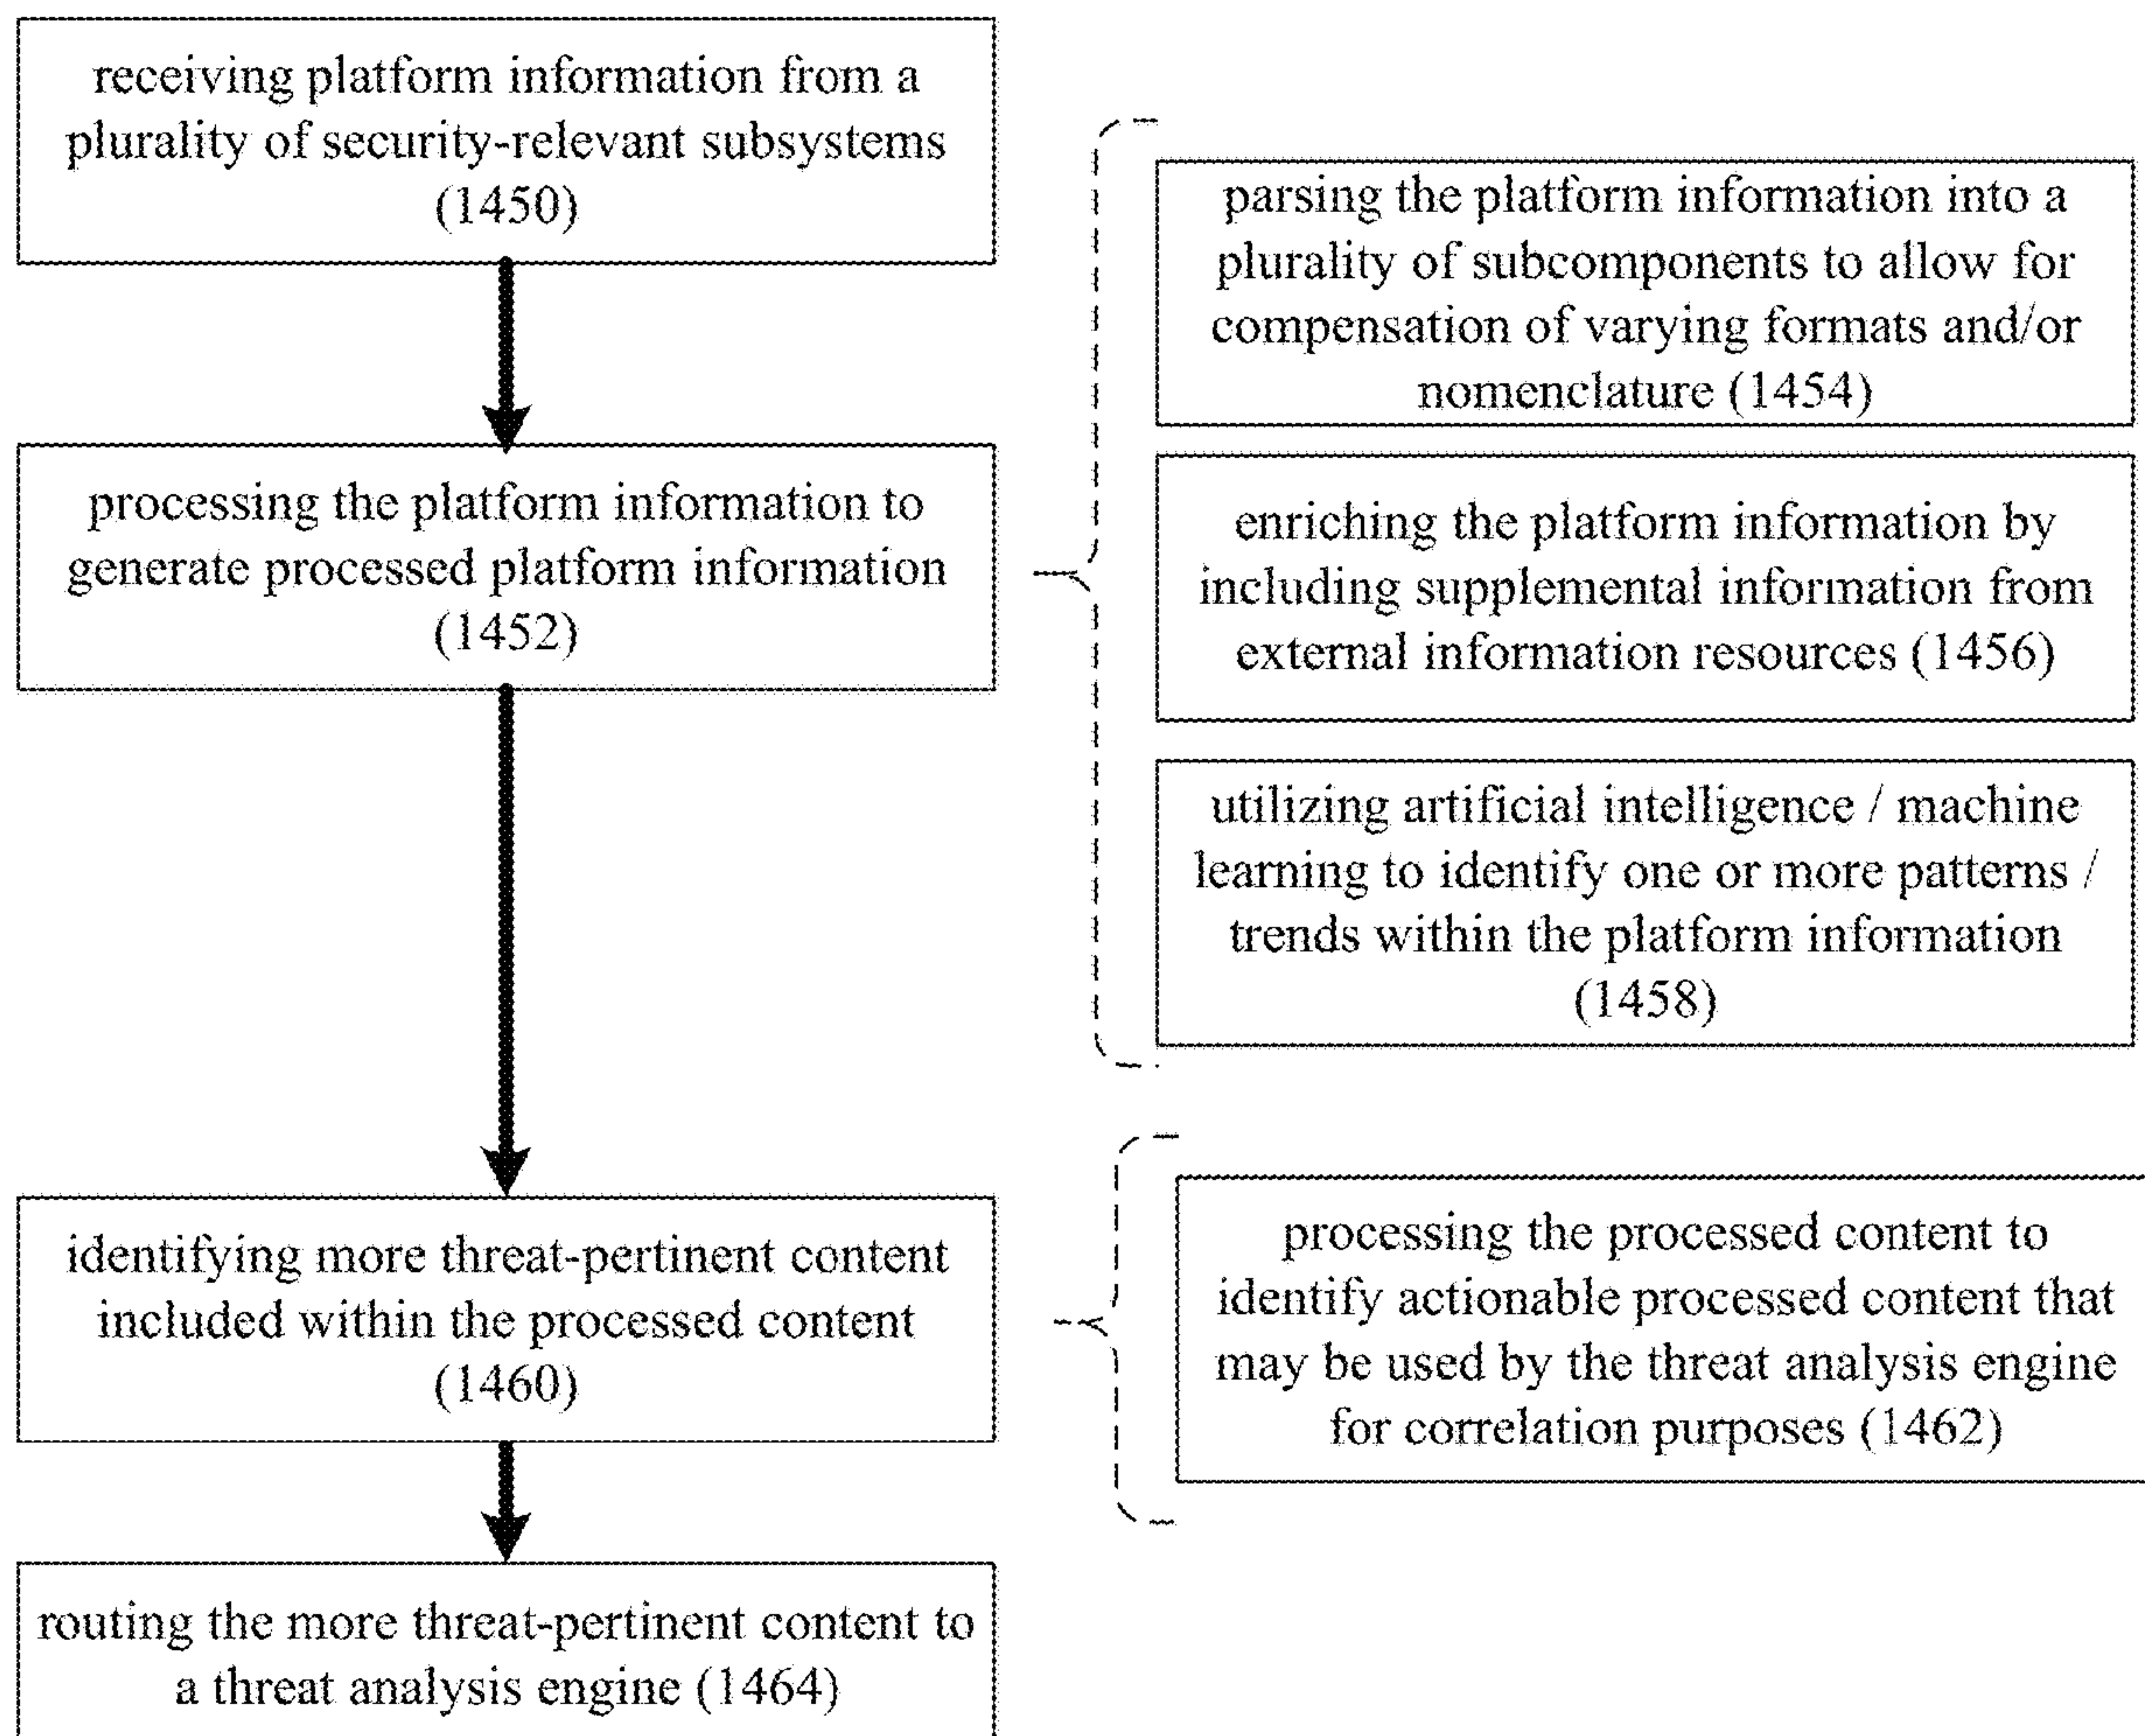 receiving platform information from a
plurality of security-relevant subsystems
(1450)
processing the platform information to
generate processed platform information
(1452)
parsing the platform information into a
plurality of subcomponents to allow for
compensation of varying formats and/or
nomenclature (1454)
enriching the platform information by
including supplemental information from
external information resources (1456)
utilizing artificial intelligence / machine
learning to identify one or more patterns /
trends within the platform information
(1458)
identifying more threat-pertinent content
included within the processed content
(1460)
processing the processed content to
identify actionable processed content that
may be used by the threat analysis engine
for correlation purposes (1462)
routing the more threat-pertinent content to
a threat analysis engine (1464)